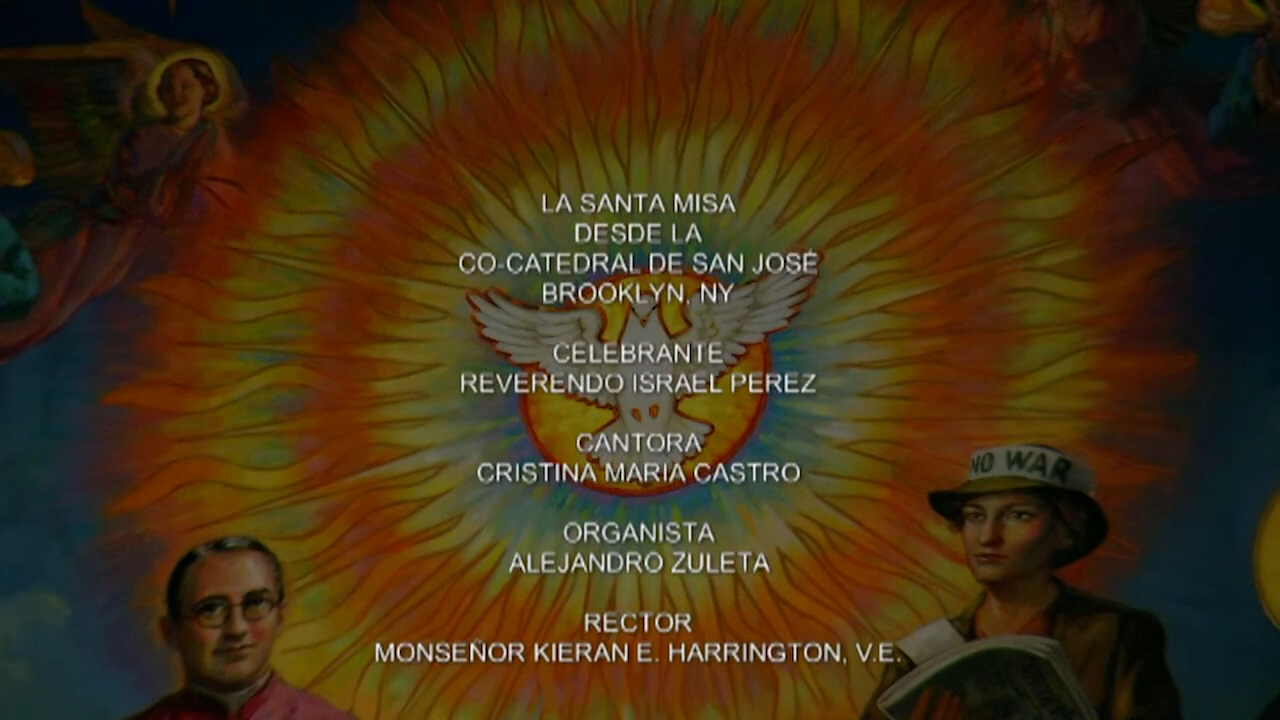 LA SANTA MISA
DESDE LA
CO-CATEDRAL DE SAN JOSÉ
BROOKLYN, NY
CELEBRANTE
REVERENDO ISRAEL PEREZ
CANTORA
CRISTINA MARIA CASTRO
NO WAR
ORGANISTA
ALEJANDRO ZULETA
RECTOR
MONSEÑOR KIERAN E. HARRINGTON, V.E.